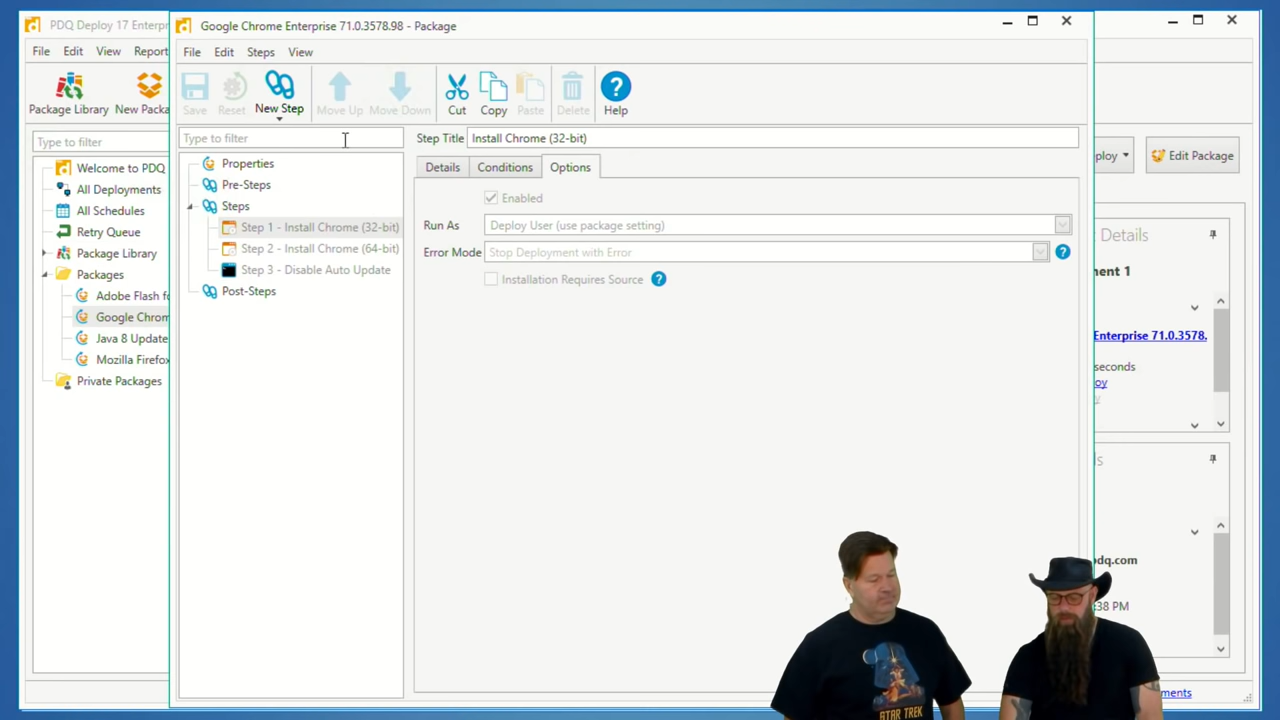 PDQ Deploy 17 Enterpr
File Edit View Report
Package Library New Packa
Type to filter
Welcome to PDQ
All Deployments
All Schedules
Retry Queue
Package Library
Packages
Adobe Flash fo
Google Chrom
Java 8 Update
Mozilla Firefox
Private Packages
Google Chrome Enterprise 71.0.3578.98 - Package
File Edit Steps View
Save Reset New Step Move Up Move Down Cut Copy Paste Delete Help
Type to filter
Properties
Pre-Steps
Steps
Step 1 - Install Chrome (32-bit)
Step 2 - Install Chrome (64-bit)
Step 3 - Disable Auto Update
Post-Steps
Step Title Install Chrome (32-bit)
Details Conditions Options
Enabled
Run As Deploy User (use package setting)
Error Mode Stop Deployment with Error
Installation Requires Source
ploy Edit Package
Details
ment 1
Enterprise 71.0.3578.
seconds
oy
ls
pdq.com
:38 PM
ments
STAR TREK